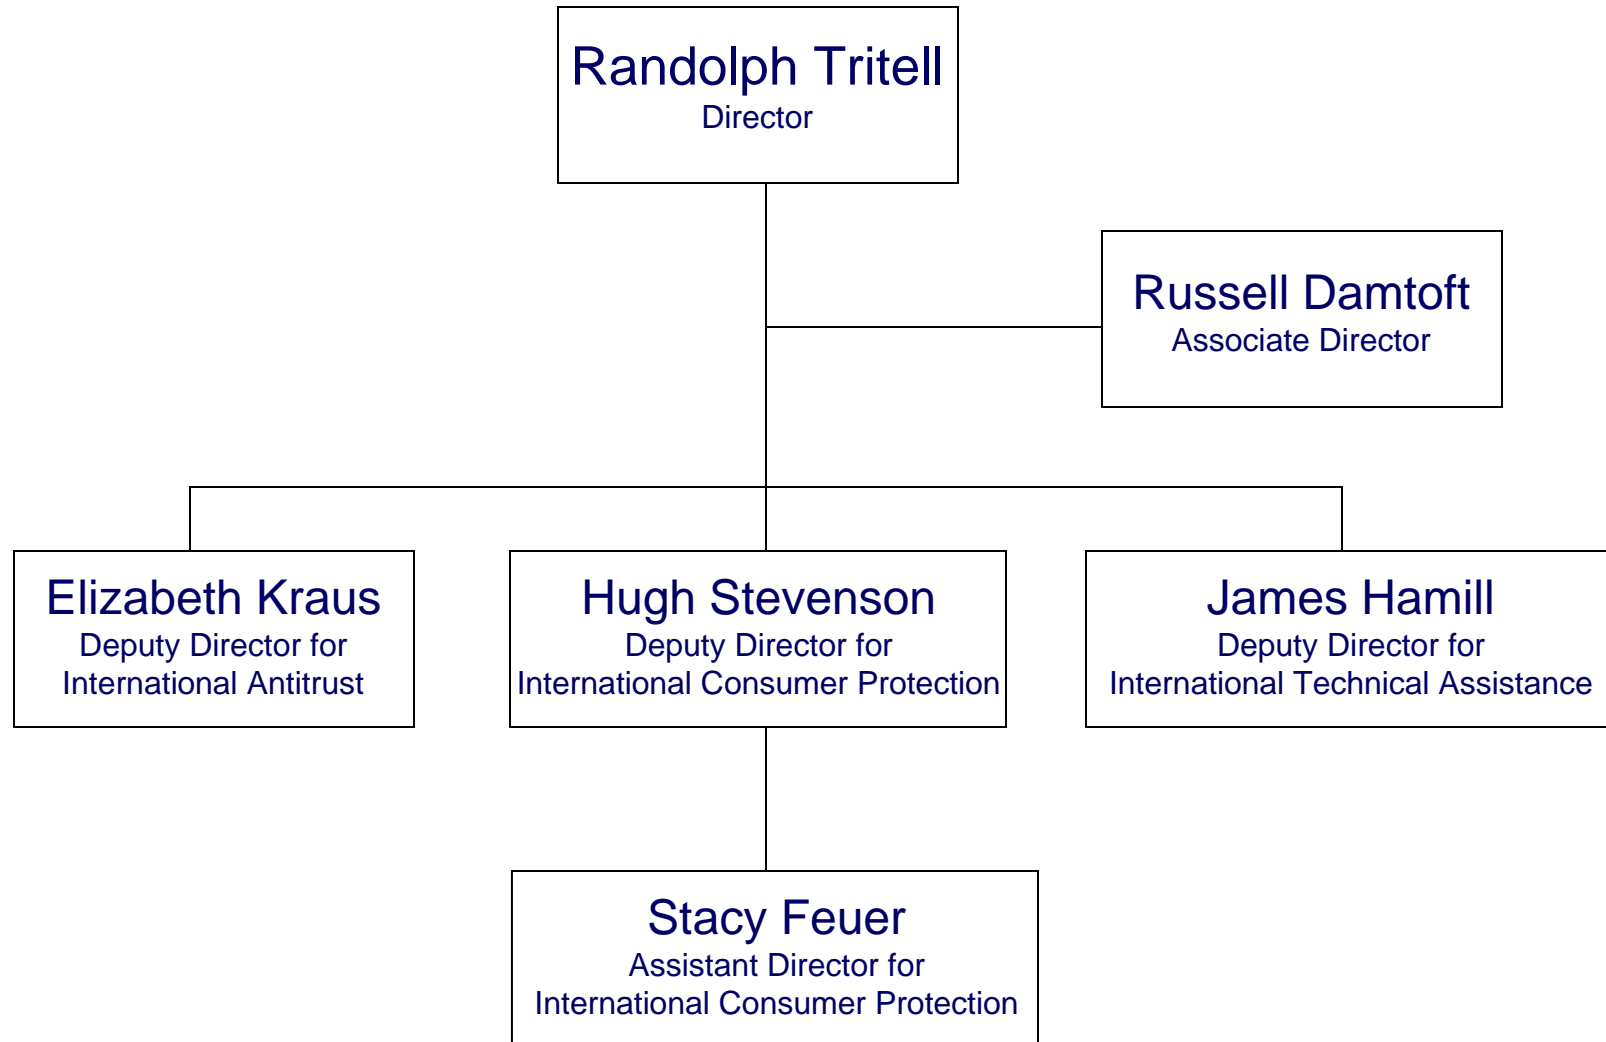 Randolph Tritell
Director
Russell Damtoft
Associate Director
Elizabeth Kraus
Deputy Director for
International Antitrust
Hugh Stevenson
Deputy Director for
International Consumer Protection
James Hamill
Deputy Director for
International Technical Assistance
Stacy Feuer
Assistant Director for
International Consumer Protection